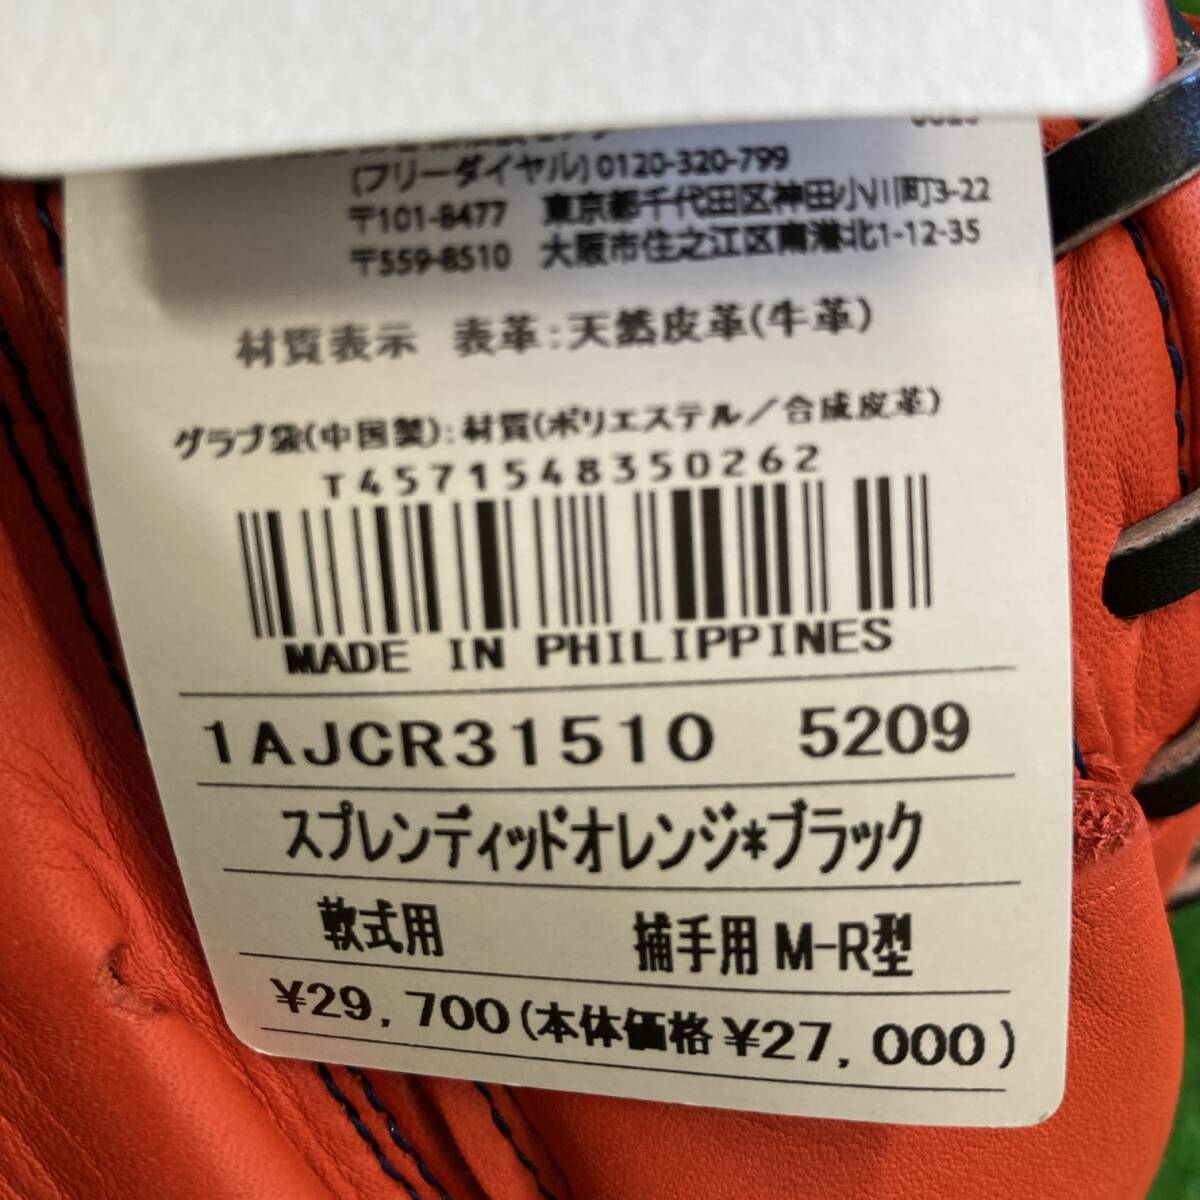 (フリーダイヤル)0120-320-799
〒101-8477 東京都千代田区神田小川町3-22
〒559-8510 大阪市住之江区南港北1-12-35
材質表示 表革:天然皮革(牛革)
グラブ袋(中国製):材質(ポリエステル/合成皮革)
T4571548350262
MADE IN PHILIPPINES
1AJCR31510 5209
スプレンディッドオレンジ*ブラック
軟式用 捕手用 M-R型
¥29,700(本体価格¥27,000)